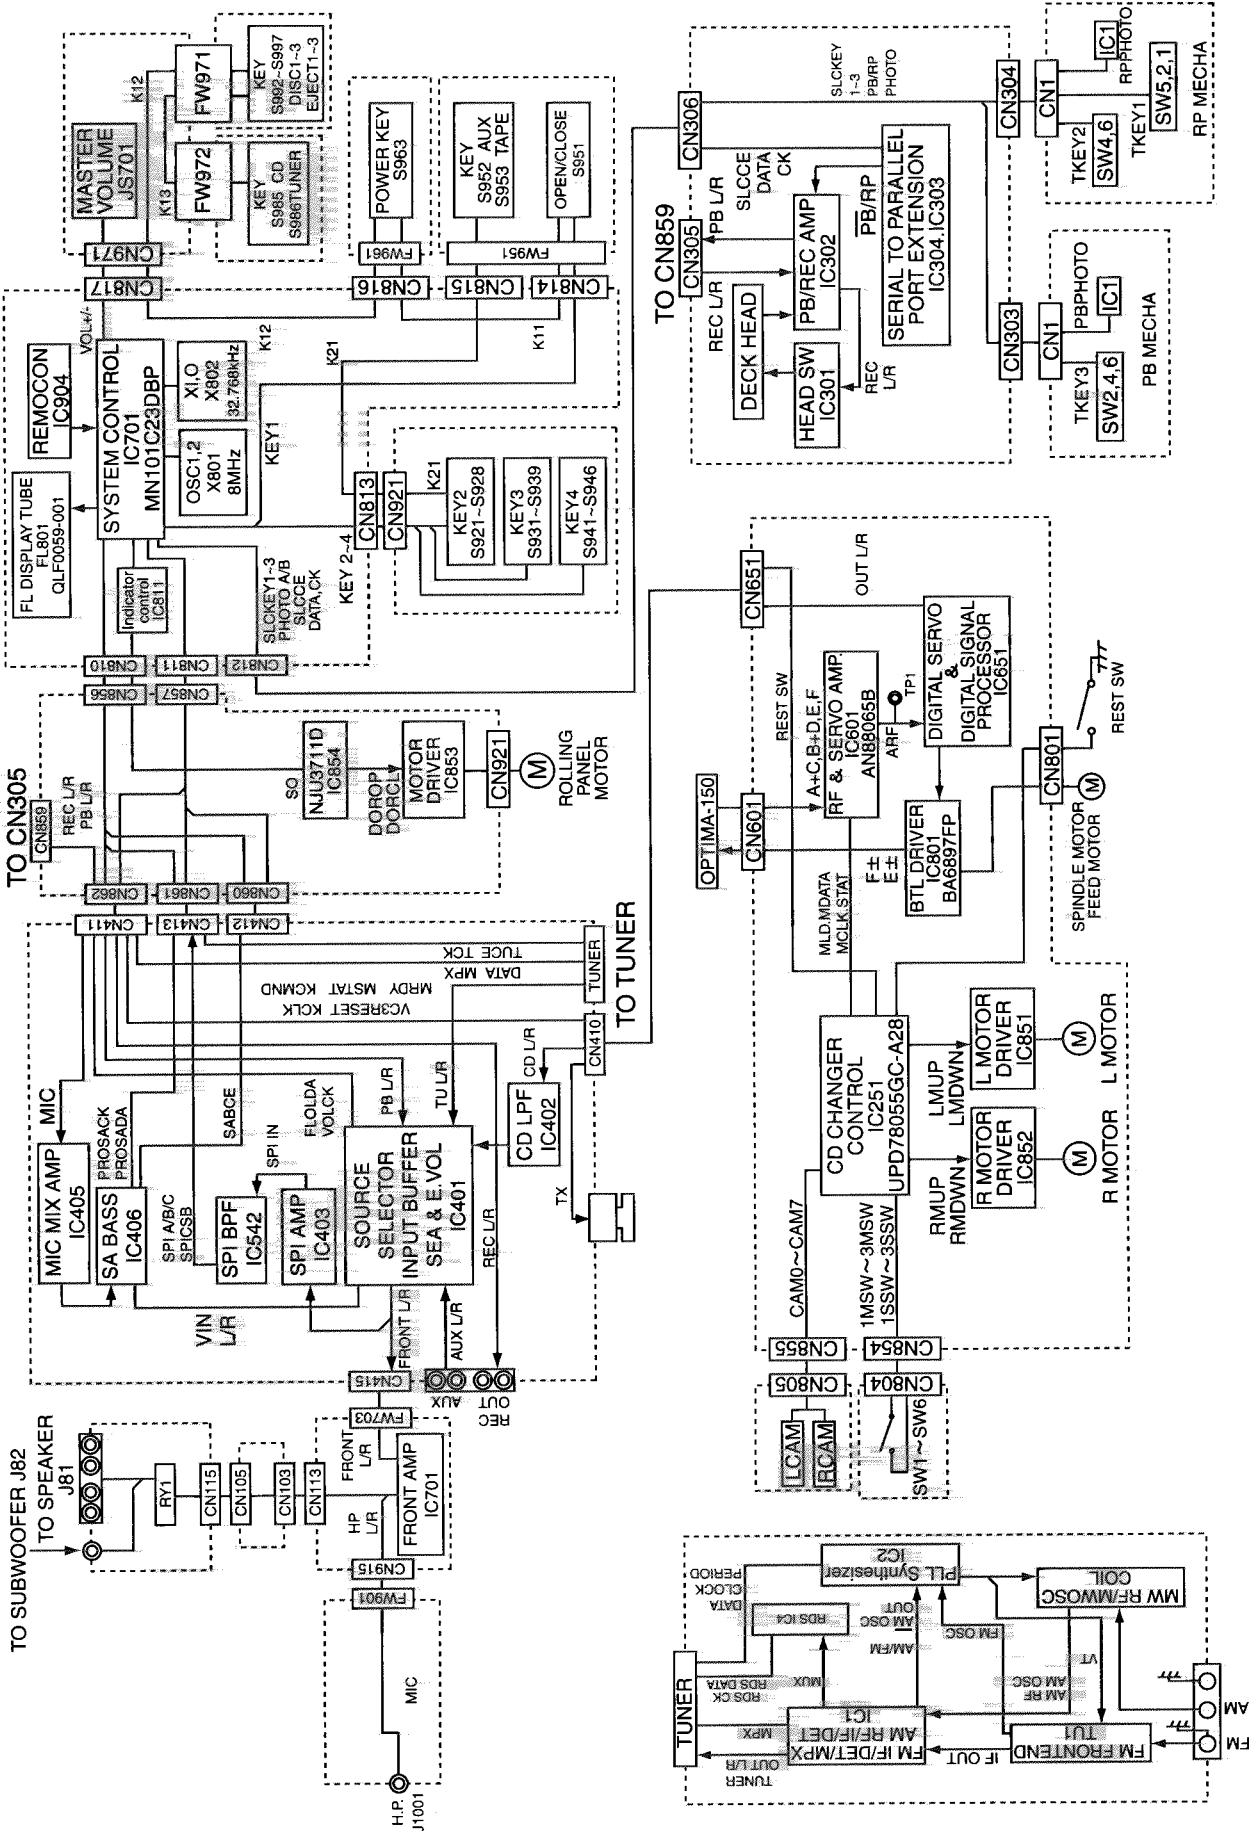 MASTER
VOLUME
JS701
K12
K13
FW971
FW972
KEY
S992~S997
DISC1~3
EJECT1~3
KEY
S985 CD
S986TUNER
CN971
CN817
VOL+/-
POWER KEY
S963
FW961
CN816
KEY
S952 AUX
S953 TAPE
OPEN/CLOSE
S951
FW951
CN815
CN814
REMOCON
IC904
SYSTEM CONTROL
IC701
MN101C23DBP
XI,O
X802
32.768kHz
OSC1,2
X801
8MHz
K12
K21
K11
KEY1
FL DISPLAY TUBE
FL801
QLF0059-001
Indicator
control
IC811
CN813
CN921
K21
KEY2
S921~S928
KEY3
S931~S939
KEY4
S941~S946
KEY 2~4
SLCKEY1~3
PHOTO A/B
SLCCE
DATA,CK
CN810
CN811
CN812
CN856
CN857
TO CN305
CN859
REC L/R
PB L/R
SO
NJU3711D
IC854
DOROP
DORCL
MOTOR
DRIVER
IC853
CN921
M
ROLLING
PANEL
MOTOR
CN862
CN861
CN860
CN411
CN413
CN412
TUCE TCK
DATA MPX
MRDY MSTAT KCMND
VC3RESET KCLK
TUNER
TO TUNER
CN410
MIC
MIC MIX AMP
IC405
PROSACK
PROSADA
SA BASS
IC406
SABCE
SPI A/B/C
SPICSB
SPI IN
SPI BPF
IC542
SPI AMP
IC403
FLOLDA
VOLCK
PB L/R
TU L/R
CD L/R
CD LPF
IC402
SOURCE
SELECTOR
INPUT BUFFER
SEA & E.VOL
IC401
REC L/R
TX
VIN
L/R
FRONT L/R
AUX L/R
CN415
AUX
REC
OUT
FW703
FRONT
L/R
FRONT AMP
IC701
HP
L/R
CN113
CN103
CN105
CN115
RY1
TO SPEAKER
J81
TO SUBWOOFER J82
CN915
FW901
MIC
H.P.
J1001
TO CN859
CN306
CN305
PB L/R
SLCCE
DATA
CK
REC L/R
SLCKEY
1~3
PB/RP
PHOTO
DECK HEAD
PB/REC AMP
IC302
PB/RP
HEAD SW
IC301
REC
L/R
SERIAL TO PARALLEL
PORT EXTENSION
IC304.IC303
CN304
CN1
IC1
RPPHOTO
TKEY2
SW4,6
TKEY1
SW5,2,1
RP MECHA
CN303
CN1
PBPHOTO
IC1
TKEY3
SW2,4,6
PB MECHA
CN651
OUT L/R
REST SW
OPTIMA-150
CN601
A+C,B+D,E,F
RF & SERVO AMP.
IC601
AN88065B
ARF
TP1
DIGITAL SERVO
&
DIGITAL SIGNAL
PROCESSOR
IC651
F±
E±
BTL DRIVER
IC801
BA6897FP
CN801
REST SW
M
SPINDLE MOTOR
FEED MOTOR
MLD.MDATA
MCLK.STAT
CD CHANGER
CONTROL
IC251
UPD78055GC-A28
LMUP
LMDWN
L MOTOR
DRIVER
IC851
M
L MOTOR
RMUP
RMDWN
R MOTOR
DRIVER
IC852
M
R MOTOR
CAM0~CAM7
1MSW~3MSW
1SSW~3SSW
CN855
CN854
CN805
CN804
LCAM
RCAM
SW1~SW6
TUNER
DATA
CLOCK
PERIOD
RDS CK
RDS DATA
MPX
TUNER
OUT L/R
RDS IC4
MUX
PLL Synthesizer
IC2
AM OSC
OUT
AM/FM
FM OSC
MW RF/MWOSC
COIL
VT
AM RF
AM OSC
FM IF/DET/MPX
AM RF/IF/DET
IC1
IF OUT
FM FRONTEND
TU1
FM
AM